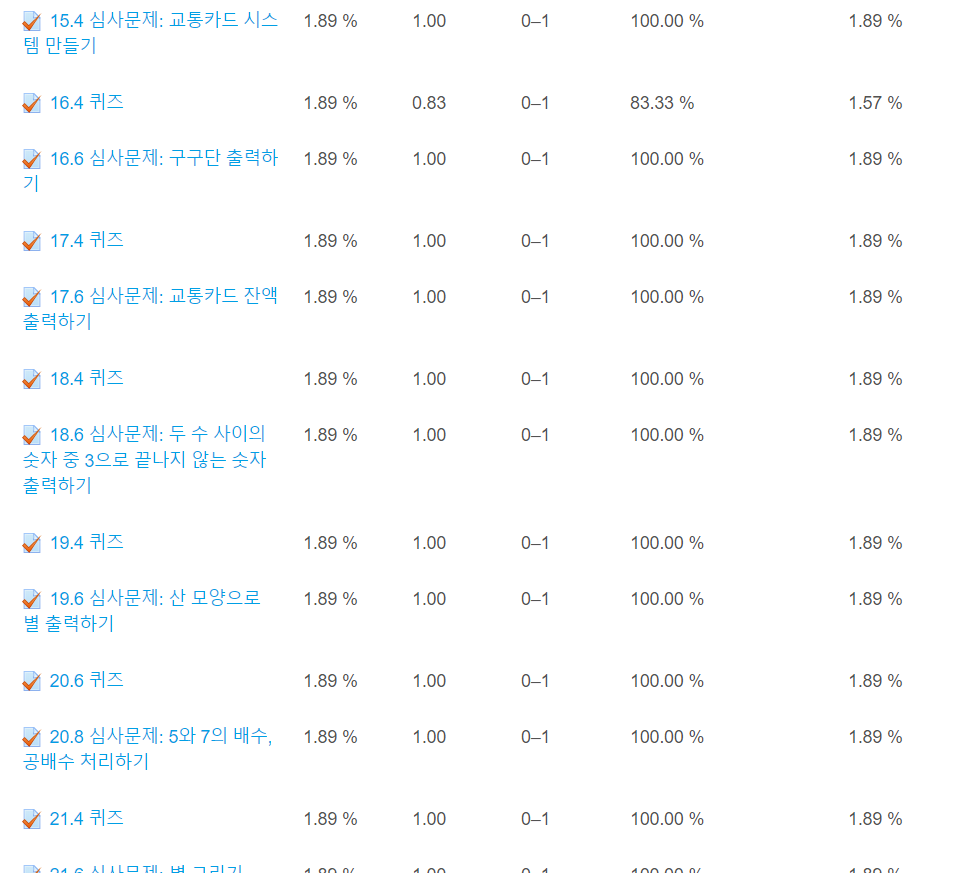 15.4 심사문제: 교통카드 시스 1.89 % 1.00 0–1 100.00 % 1.89 %
템 만들기
16.4 퀴즈 1.89 % 0.83 0–1 83.33 % 1.57 %
16.6 심사문제: 구구단 출력하 1.89 % 1.00 0–1 100.00 % 1.89 %
기
17.4 퀴즈 1.89 % 1.00 0–1 100.00 % 1.89 %
17.6 심사문제: 교통카드 잔액 1.89 % 1.00 0–1 100.00 % 1.89 %
출력하기
18.4 퀴즈 1.89 % 1.00 0–1 100.00 % 1.89 %
18.6 심사문제: 두 수 사이의 1.89 % 1.00 0–1 100.00 % 1.89 %
숫자 중 3으로 끝나지 않는 숫자
출력하기
19.4 퀴즈 1.89 % 1.00 0–1 100.00 % 1.89 %
19.6 심사문제: 산 모양으로 1.89 % 1.00 0–1 100.00 % 1.89 %
별 출력하기
20.6 퀴즈 1.89 % 1.00 0–1 100.00 % 1.89 %
20.8 심사문제: 5와 7의 배수, 1.89 % 1.00 0–1 100.00 % 1.89 %
공배수 처리하기
21.4 퀴즈 1.89 % 1.00 0–1 100.00 % 1.89 %
21.6 심사문제: 별 그리기 1.89 % 1.00 0–1 100.00 % 1.89 %